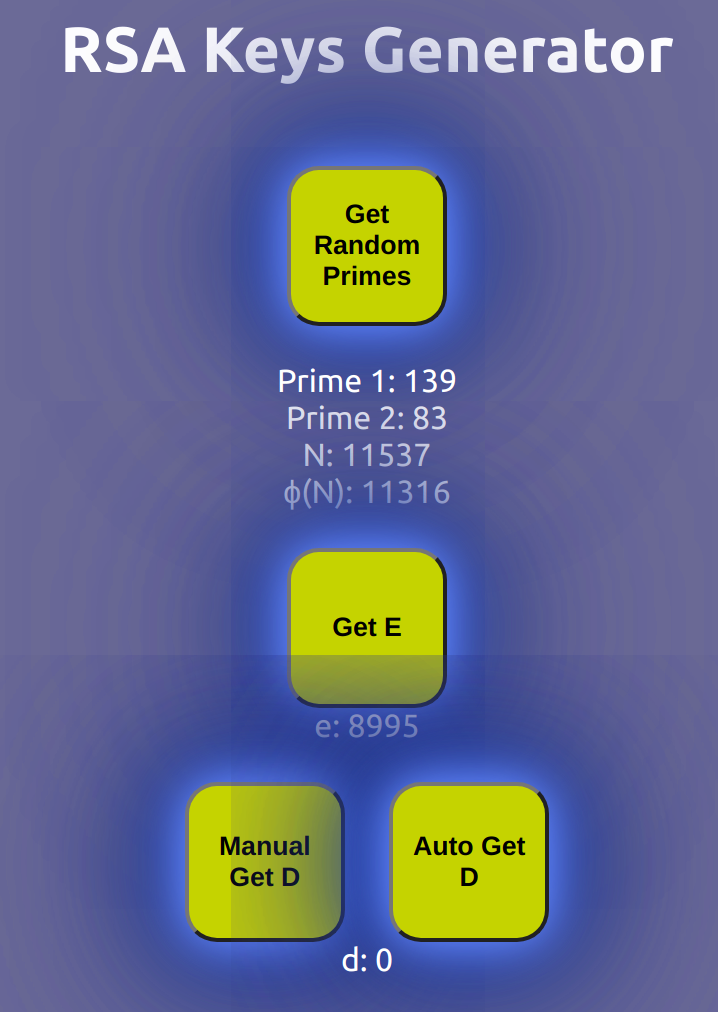 RSA Keys Generator
Get
Random
Primes
Prime 1: 139
Prime 2: 83
N: 11537
ϕ(N): 11316
Get E
e: 8995
Manual
Get D
Auto Get
D
d: 0